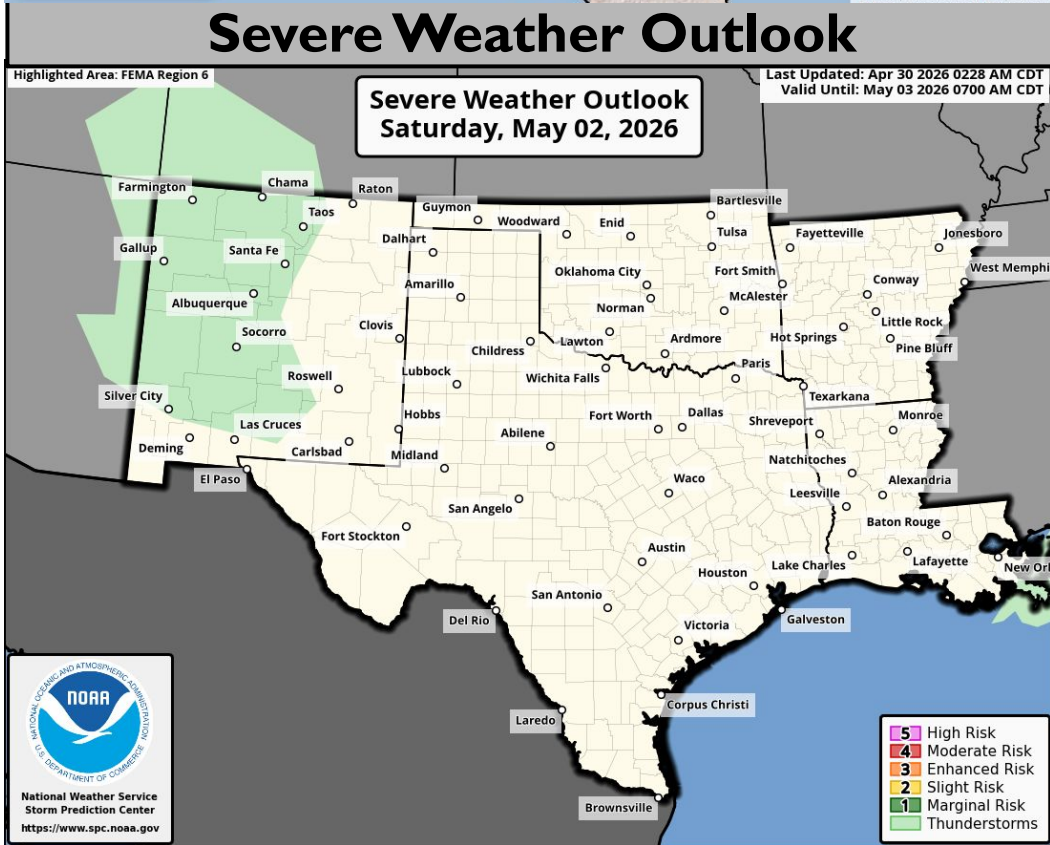 Severe Weather Outlook
Highlighted Area: FEMA Region 6
Last Updated: Apr 30 2026 0228 AM CDT
Valid Until: May 03 2026 0700 AM CDT
Severe Weather Outlook
Saturday, May 02, 2026
Farmington
Chama
Raton
Taos
Guymon
Woodward
Enid
Bartlesville
Tulsa
Fayetteville
Jonesboro
Gallup
Santa Fe
Dalhart
Oklahoma City
Fort Smith
Conway
West Memphi
Albuquerque
Amarillo
Norman
McAlester
Little Rock
Socorro
Clovis
Childress
Lawton
Ardmore
Hot Springs
Pine Bluff
Roswell
Lubbock
Wichita Falls
Paris
Texarkana
Silver City
Las Cruces
Hobbs
Fort Worth
Dallas
Shreveport
Monroe
Deming
Carlsbad
Midland
Abilene
Natchitoches
El Paso
San Angelo
Waco
Leesville
Alexandria
Fort Stockton
Austin
Baton Rouge
Houston
Lake Charles
Lafayette
New Orl
San Antonio
Del Rio
Victoria
Galveston
Laredo
Corpus Christi
Brownsville
NATIONAL OCEANIC AND ATMOSPHERIC ADMINISTRATION
NOAA
U.S. DEPARTMENT OF COMMERCE
National Weather Service
Storm Prediction Center
https://www.spc.noaa.gov
5 High Risk
4 Moderate Risk
3 Enhanced Risk
2 Slight Risk
1 Marginal Risk
Thunderstorms